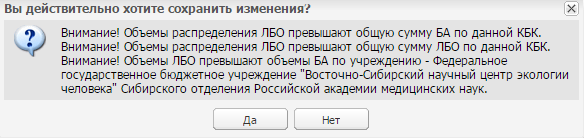 Вы действительно хотите сохранить изменения?
Внимание! Объемы распределения ЛБО превышают общую сумму БА по данной КБК.
Внимание! Объемы распределения ЛБО превышают общую сумму ЛБО по данной КБК.
Внимание! Объемы ЛБО превышают объемы БА по учреждению - Федеральное
государственное бюджетное учреждение "Восточно-Сибирский научный центр экологии
человека" Сибирского отделения Российской академии медицинских наук.
Да
Нет